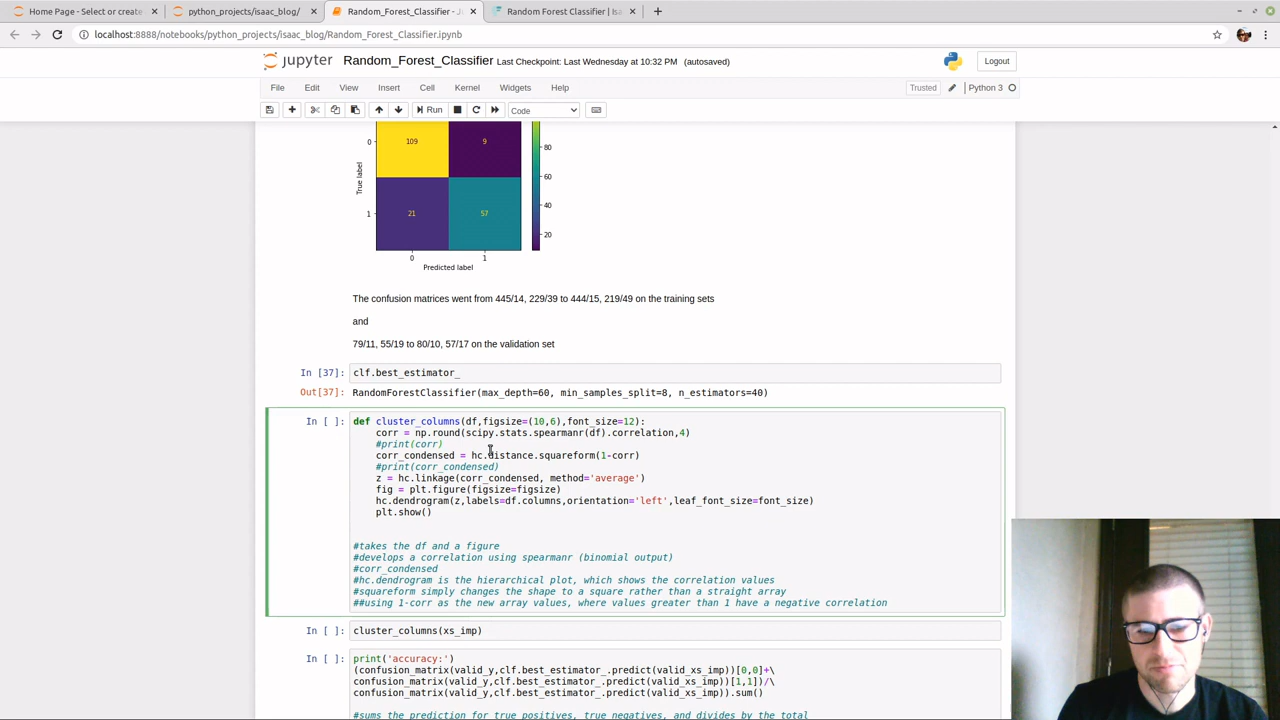 Home Page - Select or create
python_projects/isaac_blog/
Random_Forest_Classifier - J
Random Forest Classifier | Isa
localhost:8888/notebooks/python_projects/isaac_blog/Random_Forest_Classifier.ipynb
jupyter Random_Forest_Classifier Last Checkpoint: Last Wednesday at 10:32 PM (autosaved)
Logout
File Edit View Insert Cell Kernel Widgets Help
Trusted
Python 3
Run
Code
0
109
9
80
60
True label
1
21
57
40
20
0 1
Predicted label
The confusion matrices went from 445/14, 229/39 to 444/15, 219/49 on the training sets
and
79/11, 55/19 to 80/10, 57/17 on the validation set
In [37]: clf.best_estimator_
Out[37]: RandomForestClassifier(max_depth=60, min_samples_split=8, n_estimators=40)
In [ ]: def cluster_columns(df,figsize=(10,6),font_size=12):
corr = np.round(scipy.stats.spearmanr(df).correlation,4)
#print(corr)
corr_condensed = hc.distance.squareform(1-corr)
#print(corr_condensed)
z = hc.linkage(corr_condensed, method='average')
fig = plt.figure(figsize=figsize)
hc.dendrogram(z,labels=df.columns,orientation='left',leaf_font_size=font_size)
plt.show()
#takes the df and a figure
#develops a correlation using spearmanr (binomial output)
#corr_condensed
#hc.dendrogram is the hierarchical plot, which shows the correlation values
#squareform simply changes the shape to a square rather than a straight array
##using 1-corr as the new array values, where values greater than 1 have a negative correlation
In [ ]: cluster_columns(xs_imp)
In [ ]: print('accuracy:')
(confusion_matrix(valid_y,clf.best_estimator_.predict(valid_xs_imp))[0,0]+\
confusion_matrix(valid_y,clf.best_estimator_.predict(valid_xs_imp))[1,1])/\
confusion_matrix(valid_y,clf.best_estimator_.predict(valid_xs_imp)).sum()
#sums the prediction for true positives, true negatives, and divides by the total